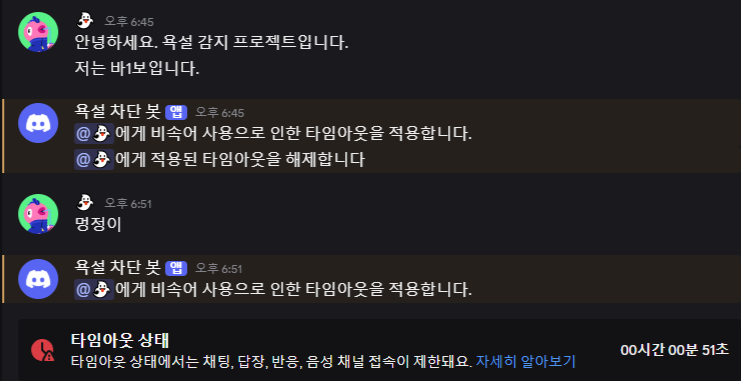 오후 6:45
안녕하세요. 욕설 감지 프로젝트입니다.
저는 바1보입니다.
욕설 차단 봇 앱 오후 6:45
@👻에게 비속어 사용으로 인한 타임아웃을 적용합니다.
@👻에게 적용된 타임아웃을 해제합니다
오후 6:51
멍정이
욕설 차단 봇 앱 오후 6:51
@👻에게 비속어 사용으로 인한 타임아웃을 적용합니다.
타임아웃 상태
타임아웃 상태에서는 채팅, 답장, 반응, 음성 채널 접속이 제한돼요. 자세히 알아보기
00시간 00분 51초